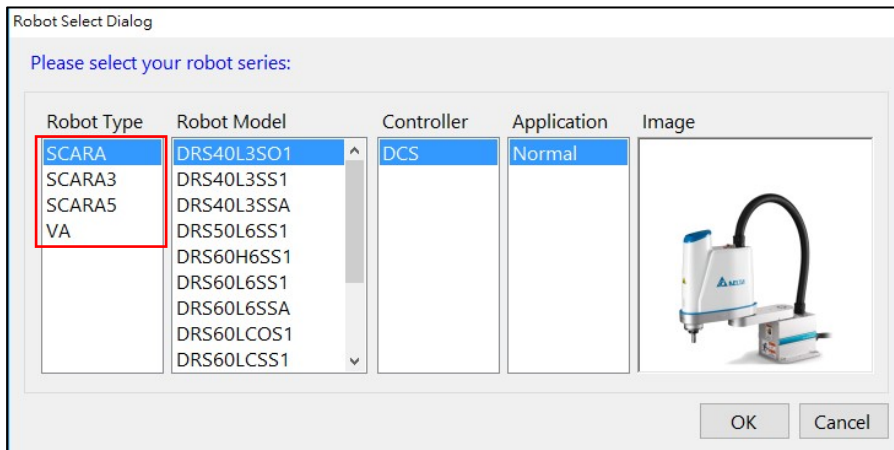 Robot Select Dialog
Please select your robot series:
Robot Type Robot Model Controller Application Image
SCARA DRS40L3SO1 DCS Normal
SCARA3 DRS40L3SS1
SCARA5 DRS40L3SSA
VA DRS50L6SS1
DRS60H6SS1
DRS60L6SS1
DRS60L6SSA
DRS60LCOS1
DRS60LCSS1
OK Cancel